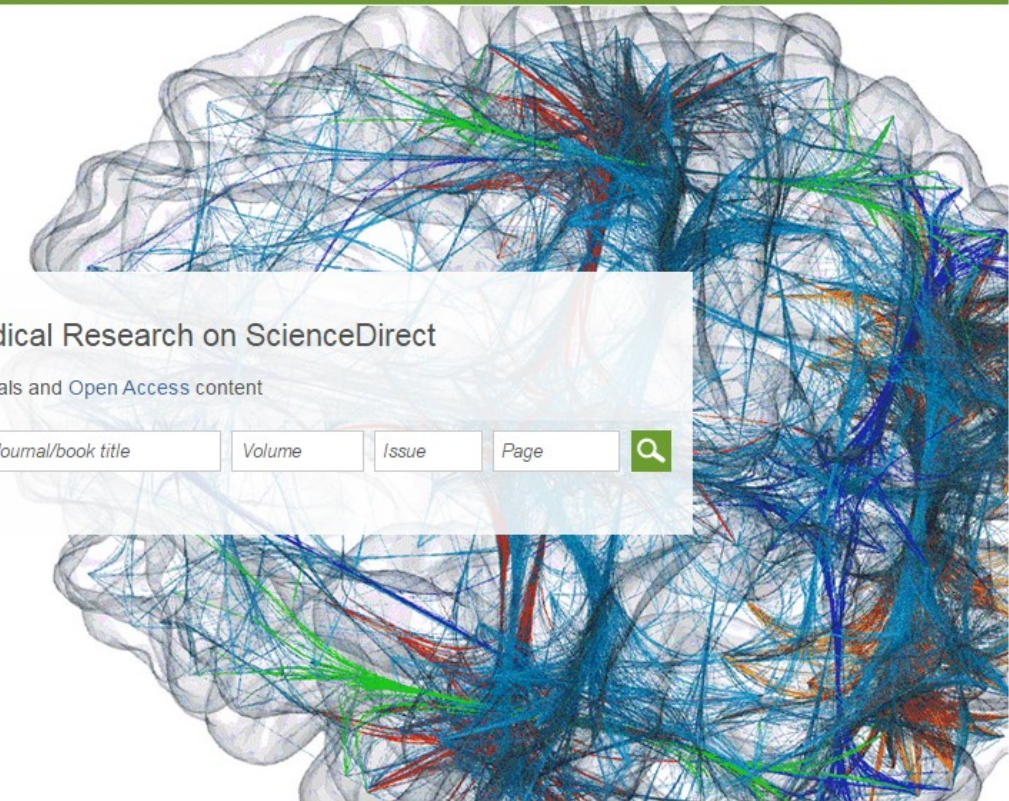 dical Research on ScienceDirect
als and Open Access content
Journal/book title Volume Issue Page